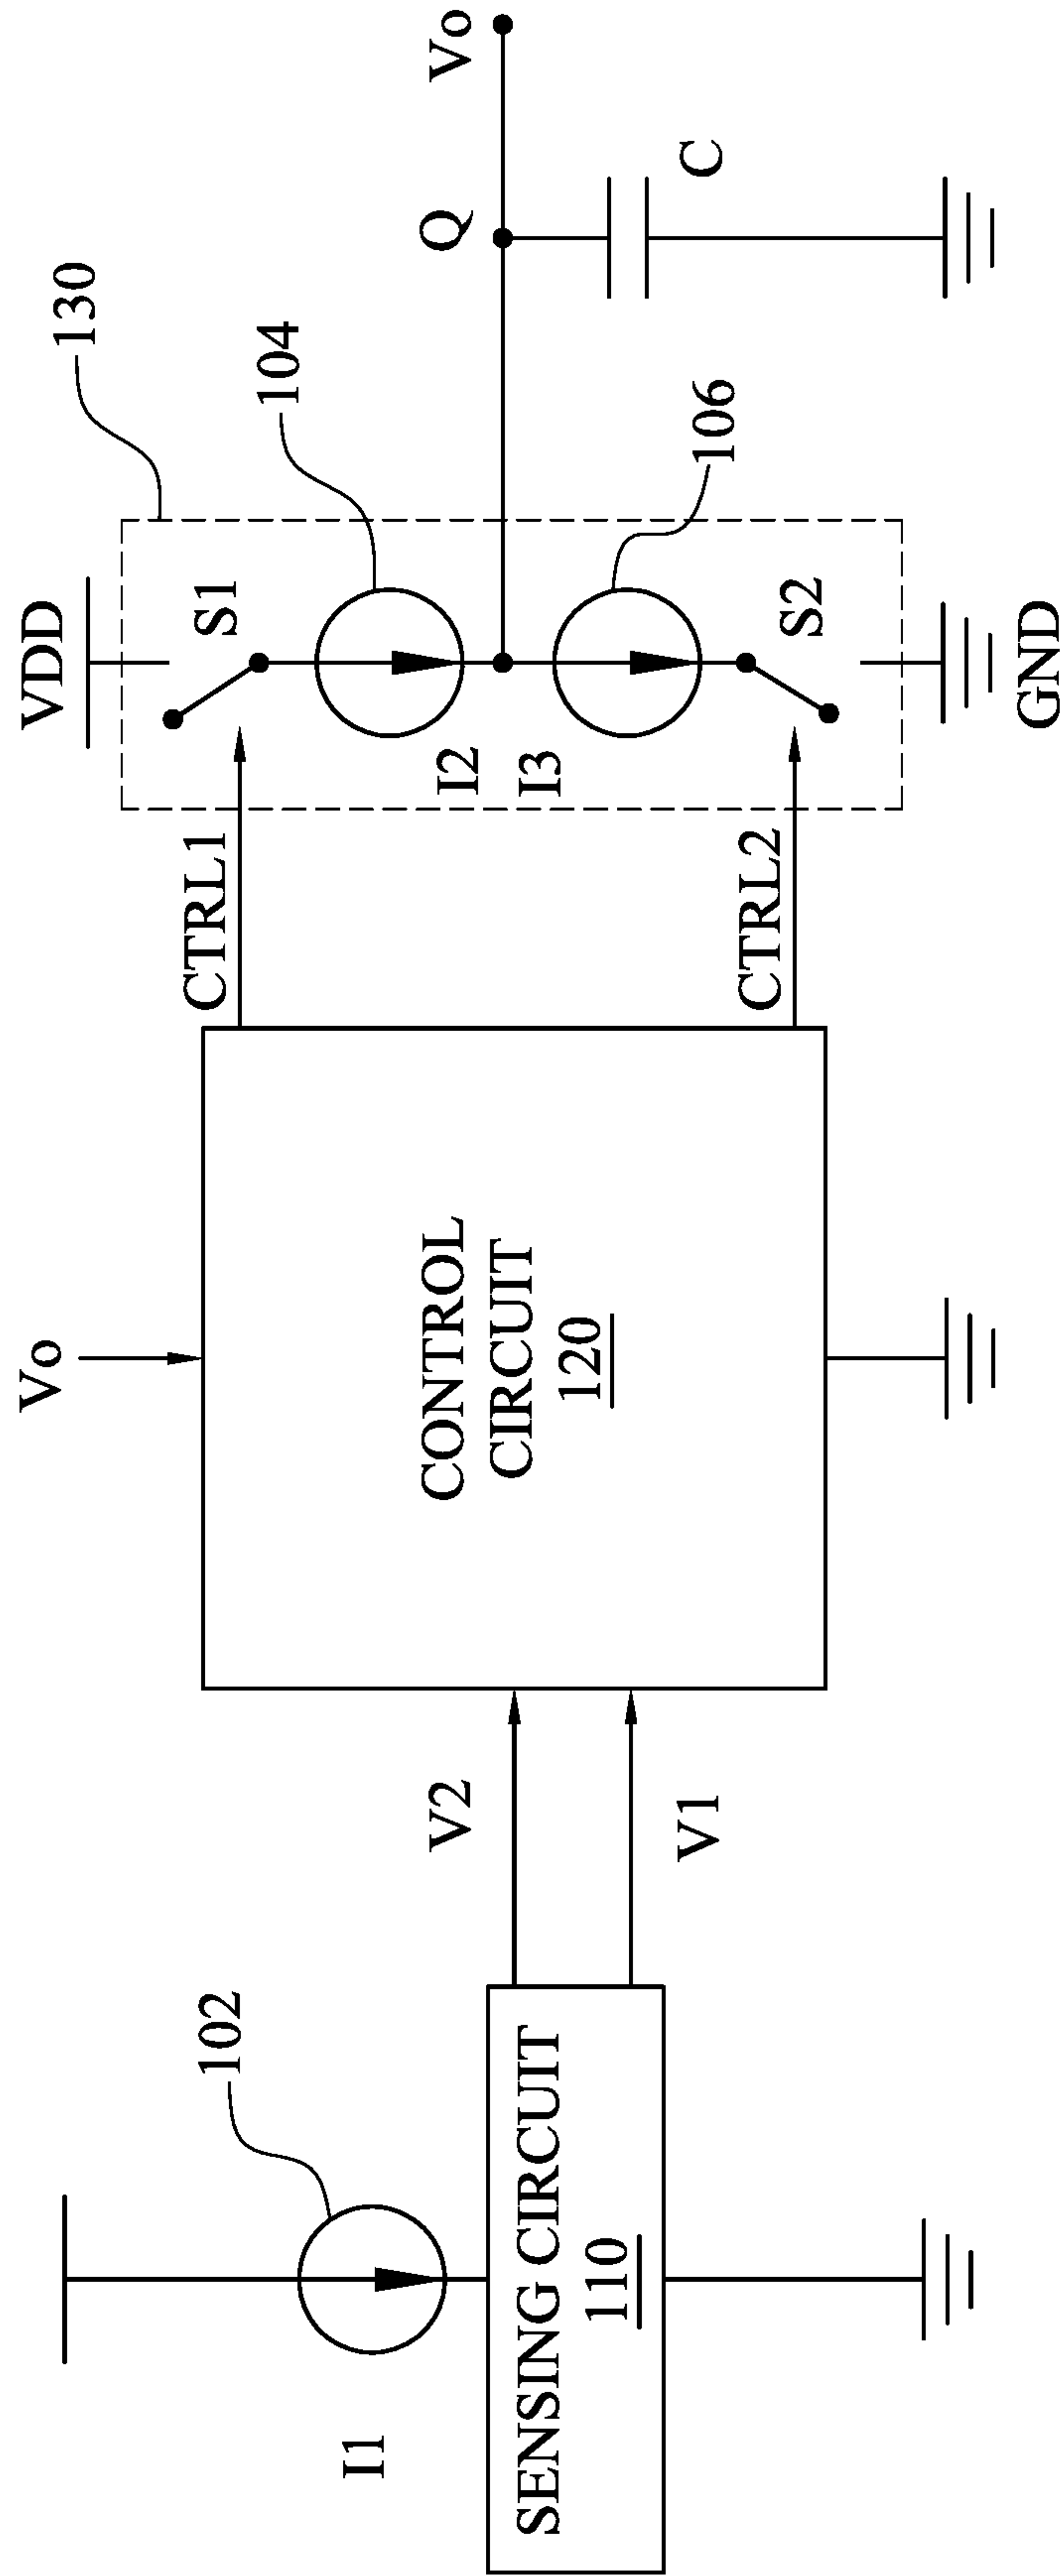 I1
102
SENSING CIRCUIT
110
V2
V1
Vo
CONTROL
CIRCUIT
120
CTRL1
CTRL2
VDD
S1
I2
I3
S2
GND
130
104
106
Q
Vo
C